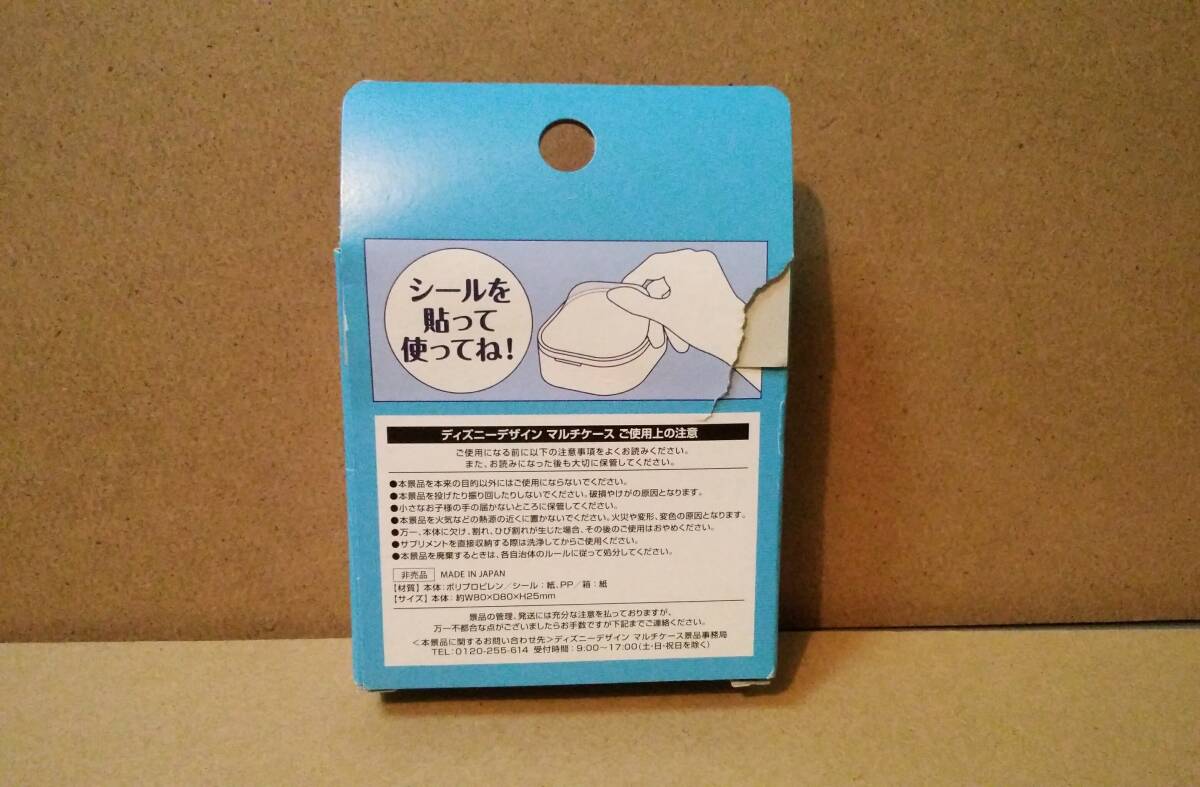 シールを
貼って
使ってね!
ディズニーデザイン マルチケース ご使用上の注意
ご使用になる前に以下の注意事項をよくお読みください。
また、お読みになった後も大切に保管してください。
●本景品を本来の目的以外にはご使用にならないでください。
●本景品を投げたり振り回したりしないでください。破損やけがの原因となります。
●小さなお子様の手の届かないところに保管してください。
●本景品を火気などの熱源の近くに置かないでください。火災や変形、変色の原因となります。
●万一、本体に欠け、割れ、ひび割れが生じた場合、その後のご使用はおやめください。
●サプリメントを直接収納する際は洗浄してからご使用ください。
●本景品を廃棄するときは、各自治体のルールに従って処分してください。
非売品 MADE IN JAPAN
【材質】本体:ポリプロピレン/シール:紙、PP/箱:紙
【サイズ】本体:約W80×D80×H25mm
景品の管理、発送には充分な注意を払っておりますが、
万一不都合な点がございましたらお手数ですが下記までご連絡ください。
<本景品に関するお問い合わせ先>ディズニーデザイン マルチケース景品事務局
TEL:0120-255-614 受付時間:9:00～17:00(土・日・祝日を除く)